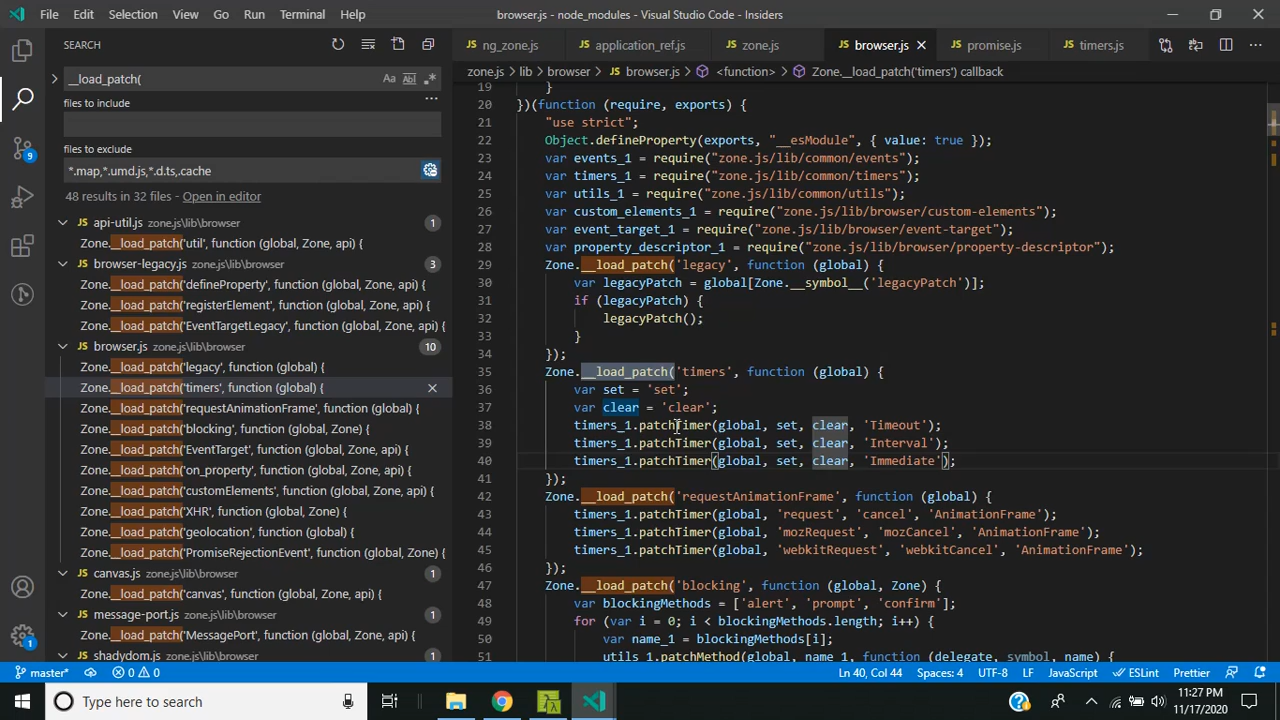 File Edit Selection View Go Run Terminal Help browser.js - node_modules - Visual Studio Code - Insiders
SEARCH
__load_patch(
Aa Abl .*
files to include
files to exclude
*.map,*.umd.js,*.d.ts,.cache
48 results in 32 files - Open in editor
api-util.js zone.js\lib\browser 1
Zone.__load_patch('util', function (global, Zone, api) {
browser-legacy.js zone.js\lib\browser 3
Zone.__load_patch('defineProperty', function (global, Zone, api) {
Zone.__load_patch('registerElement', function (global, Zone, api) {
Zone.__load_patch('EventTargetLegacy', function (global, Zone, api) {
browser.js zone.js\lib\browser 10
Zone.__load_patch('legacy', function (global) {
Zone.__load_patch('timers', function (global) {
Zone.__load_patch('requestAnimationFrame', function (global) {
Zone.__load_patch('blocking', function (global, Zone) {
Zone.__load_patch('EventTarget', function (global, Zone, api) {
Zone.__load_patch('on_property', function (global, Zone, api) {
Zone.__load_patch('customElements', function (global, Zone, api) {
Zone.__load_patch('XHR', function (global, Zone) {
Zone.__load_patch('geolocation', function (global) {
Zone.__load_patch('PromiseRejectionEvent', function (global, Zone) {
canvas.js zone.js\lib\browser 1
Zone.__load_patch('canvas', function (global, Zone, api) {
message-port.js zone.js\lib\browser 1
Zone.__load_patch('MessagePort', function (global, Zone, api) {
shadydom.js zone.js\lib\browser 1
9
1
ng_zone.js application_ref.js zone.js browser.js promise.js timers.js
zone.js > lib > browser > browser.js > <function> > Zone.__load_patch('timers') callback
19 }
20 })(function (require, exports) {
21 "use strict";
22 Object.defineProperty(exports, "__esModule", { value: true });
23 var events_1 = require("zone.js/lib/common/events");
24 var timers_1 = require("zone.js/lib/common/timers");
25 var utils_1 = require("zone.js/lib/common/utils");
26 var custom_elements_1 = require("zone.js/lib/browser/custom-elements");
27 var event_target_1 = require("zone.js/lib/browser/event-target");
28 var property_descriptor_1 = require("zone.js/lib/browser/property-descriptor");
29 Zone.__load_patch('legacy', function (global) {
30 var legacyPatch = global[Zone.__symbol__('legacyPatch')];
31 if (legacyPatch) {
32 legacyPatch();
33 }
34 });
35 Zone.__load_patch('timers', function (global) {
36 var set = 'set';
37 var clear = 'clear';
38 timers_1.patchTimer(global, set, clear, 'Timeout');
39 timers_1.patchTimer(global, set, clear, 'Interval');
40 timers_1.patchTimer(global, set, clear, 'Immediate');
41 });
42 Zone.__load_patch('requestAnimationFrame', function (global) {
43 timers_1.patchTimer(global, 'request', 'cancel', 'AnimationFrame');
44 timers_1.patchTimer(global, 'mozRequest', 'mozCancel', 'AnimationFrame');
45 timers_1.patchTimer(global, 'webkitRequest', 'webkitCancel', 'AnimationFrame');
46 });
47 Zone.__load_patch('blocking', function (global, Zone) {
48 var blockingMethods = ['alert', 'prompt', 'confirm'];
49 for (var i = 0; i < blockingMethods.length; i++) {
50 var name_1 = blockingMethods[i];
51 utils_1.patchMethod(global, name_1, function (delegate, symbol, name) {
master* 0 0 Ln 40, Col 44 Spaces: 4 UTF-8 LF JavaScript ESLint Prettier
Type here to search
11:27 PM
11/17/2020